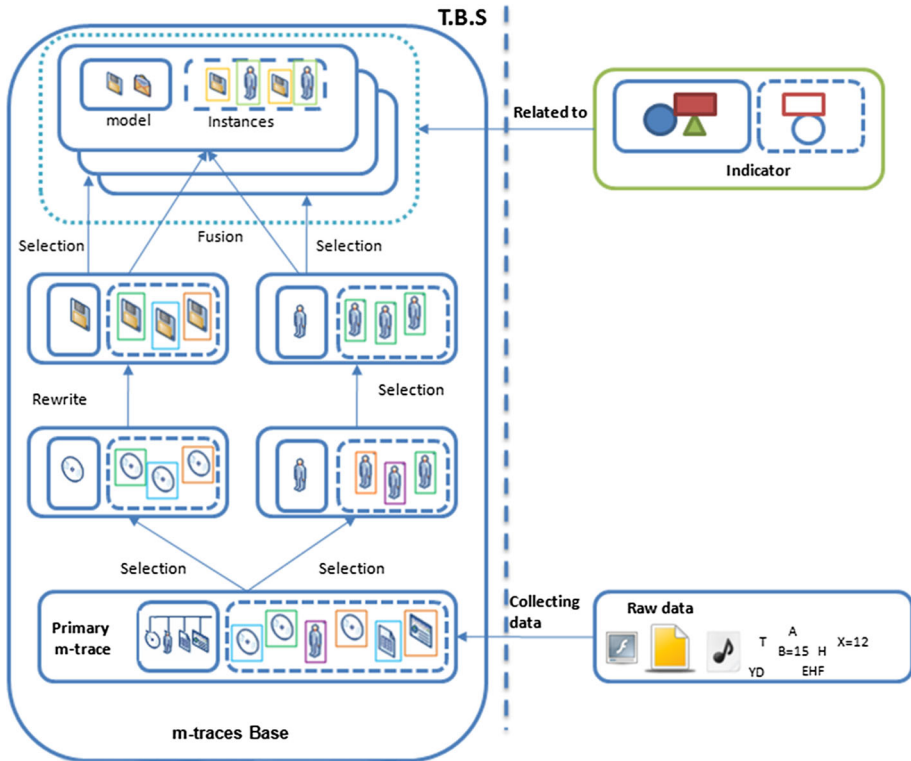 T.B.S
model
Instances
Related to
Indicator
Selection
Fusion
Selection
Rewrite
Selection
Selection
Selection
Primary
m-trace
Collecting
data
Raw data
T
A
B=15 H
X=12
YD
EHF
m-traces Base